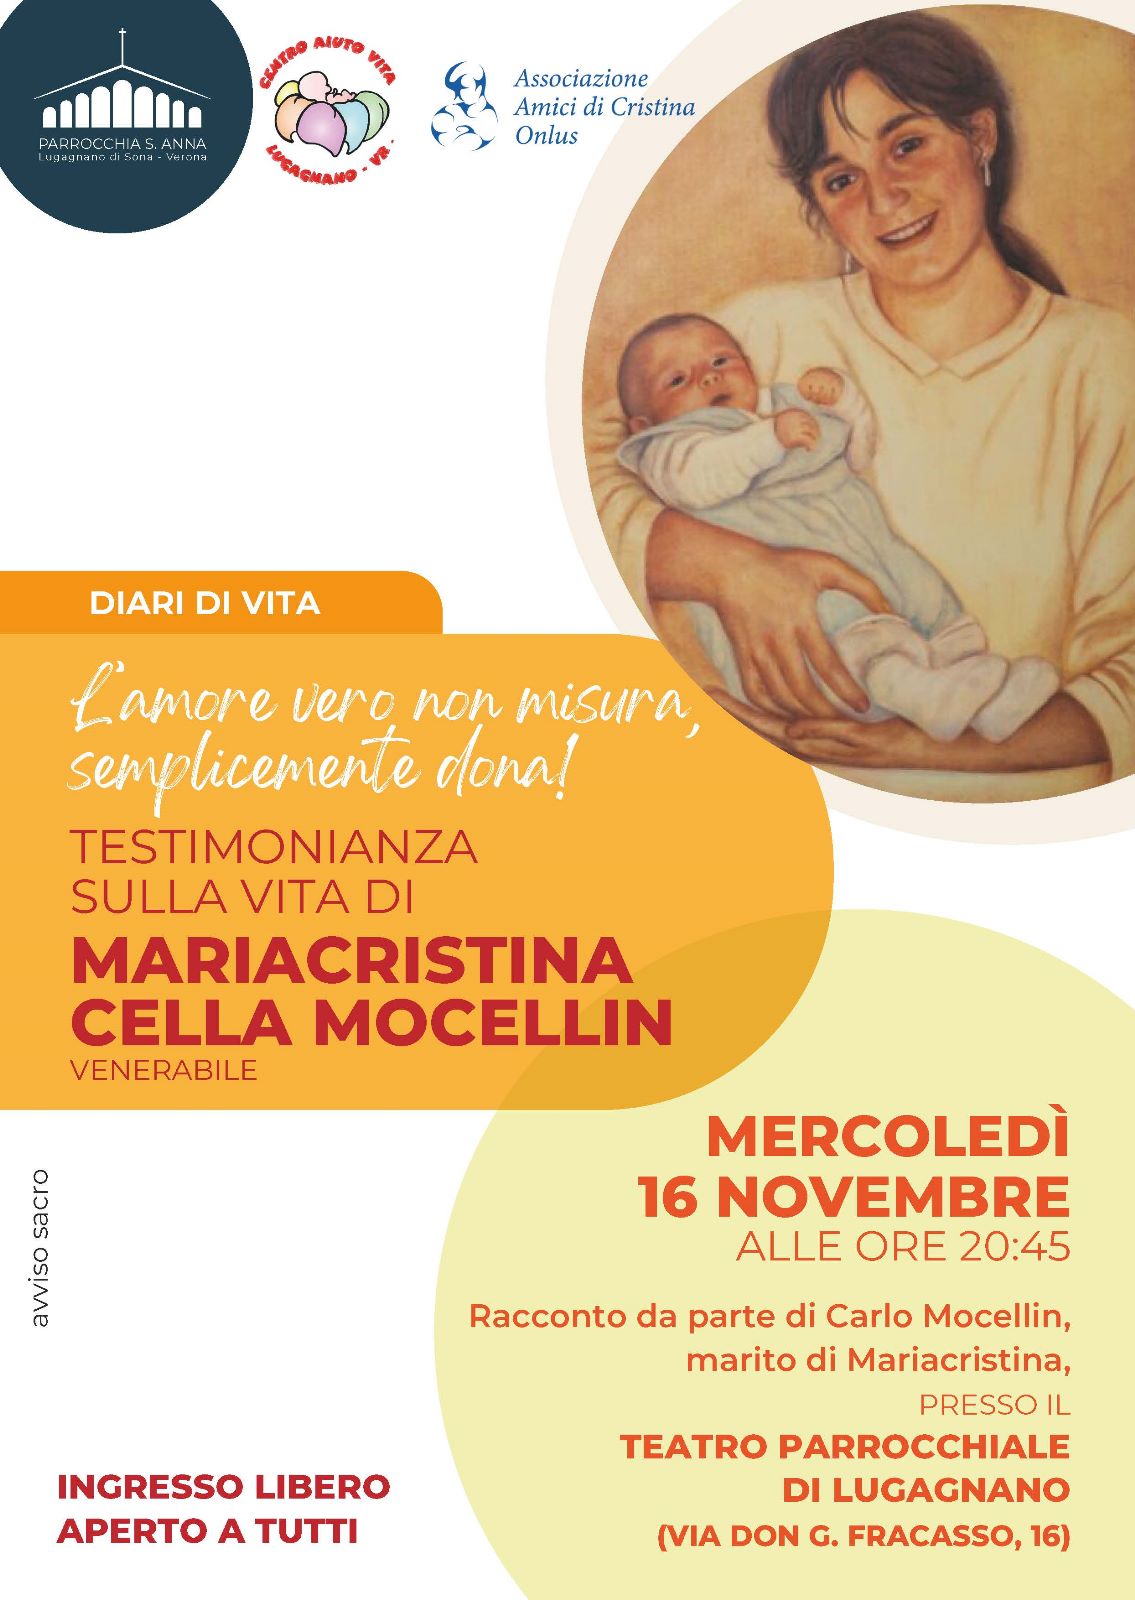 PARROCCHIA S. ANNA
Lugagnano di Sona - Verona
CENTRO AIUTO VITA
LUGAGNANO - VR.
Associazione
Amici di Cristina
Onlus
DIARI DI VITA
L'amore vero non misura,
semplicemente dona!
TESTIMONIANZA
SULLA VITA DI
MARIACRISTINA
CELLA MOCELLIN
VENERABILE
avviso sacro
MERCOLEDÌ
16 NOVEMBRE
ALLE ORE 20:45
Racconto da parte di Carlo Mocellin,
marito di Mariacristina,
PRESSO IL
TEATRO PARROCCHIALE
DI LUGAGNANO
(VIA DON G. FRACASSO, 16)
INGRESSO LIBERO
APERTO A TUTTI